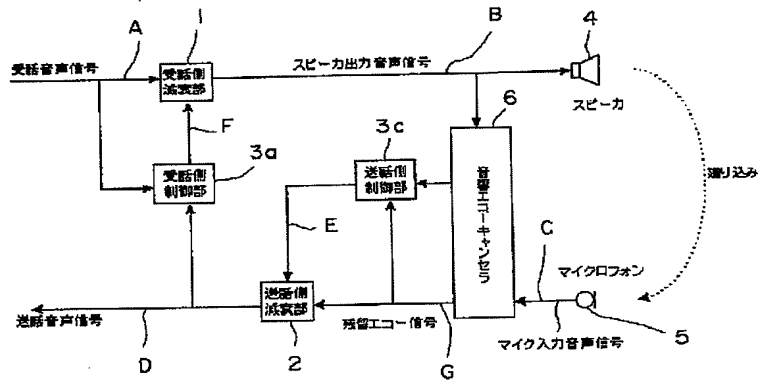 A
1
B
4
受話音声信号
受話側
減衰部
スピーカ出力音声信号
スピーカ
F
6
3a
3c
受話側
制御部
送話側
制御部
音響エコーキャンセラ
廻り込み
E
C
マイクロフォン
送話側
減衰部
送話音声信号
残留エコー信号
マイク入力音声信号
5
D
2
G